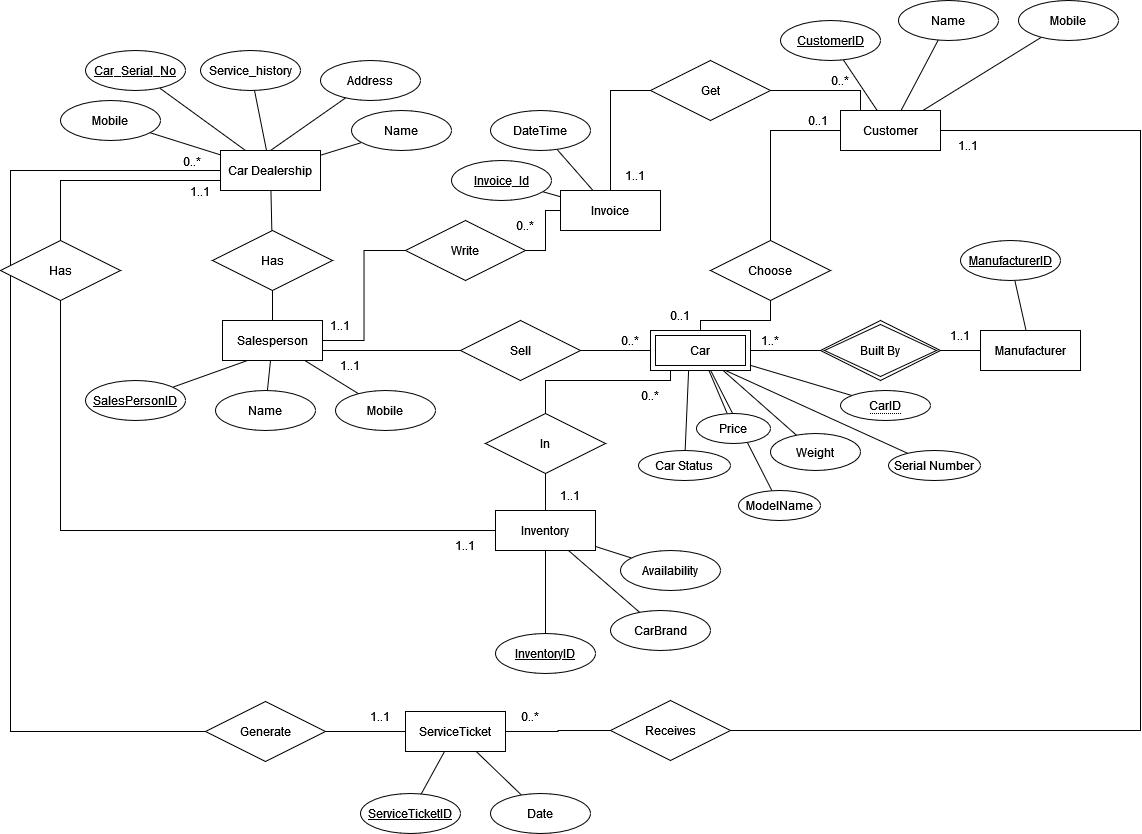 Name
Mobile
CustomerID
Car_Serial_No
Service_history
Address
Get
0..*
Mobile
Name
DateTime
0..1
Customer
1..1
0..*
Car Dealership
1..1
Invoice_Id
1..1
Invoice
0..*
Write
Has
Has
Choose
ManufacturerID
1..1
Salesperson
0..1
1..1
Sell
0..*
Car
1..*
Built By
1..1
Manufacturer
SalesPersonID
Name
Mobile
0..*
CarID
Price
In
Weight
Car Status
Serial Number
1..1
ModelName
Inventory
1..1
Availability
CarBrand
InventoryID
1..1
0..*
Generate
ServiceTicket
Receives
ServiceTicketID
Date